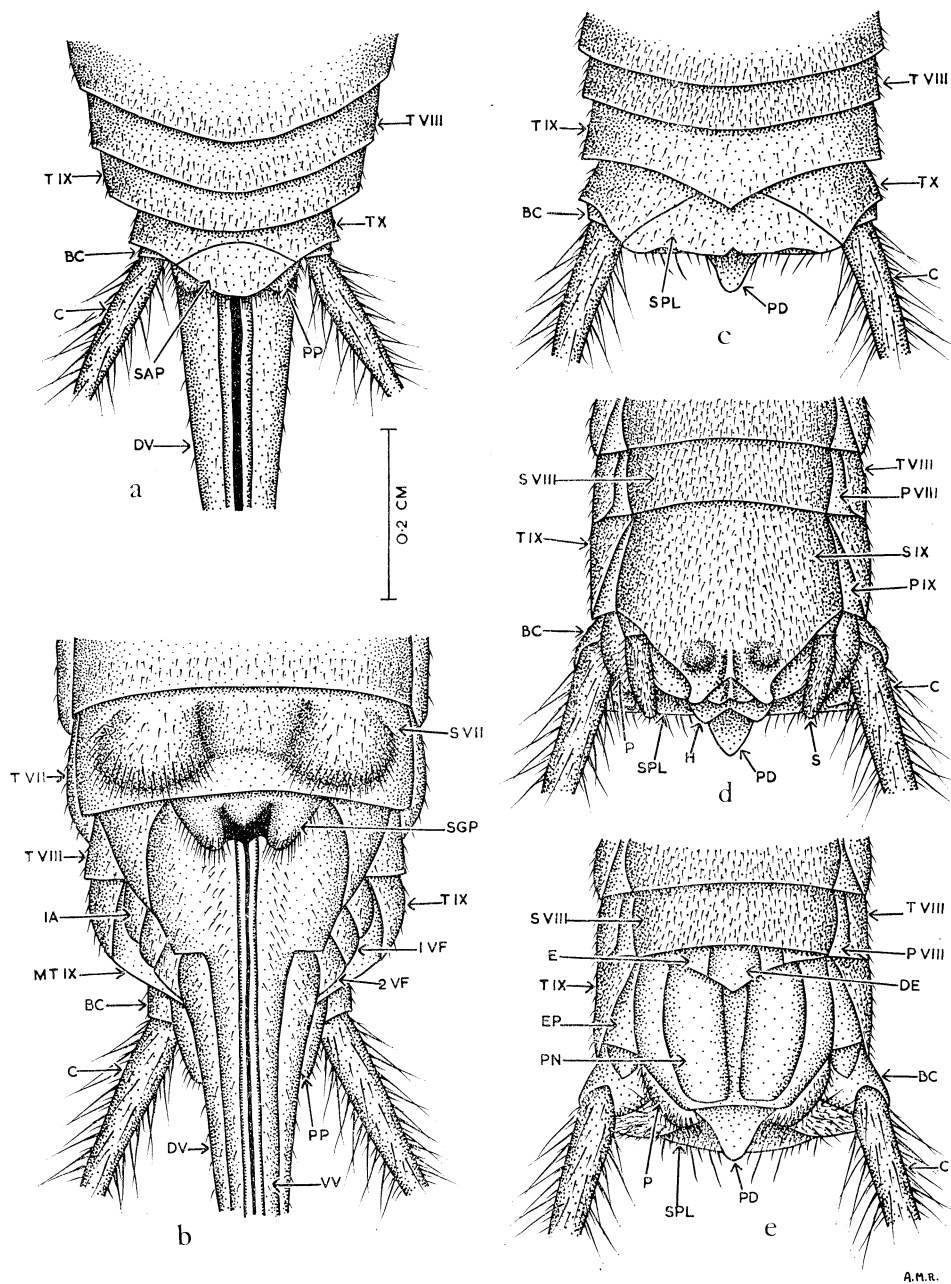 T VIII
T IX
TX
BC
C
SAP
PP
DV
a
0·2 CM
S VII
T VII
SGP
T VIII
T IX
IA
1 VF
MT IX
2 VF
BC
C
PP
DV
VV
b
T VIII
T IX
TX
BC
C
SPL
PD
c
T VIII
S VIII
P VIII
T IX
S IX
P IX
BC
C
P
SPL
H
PD
S
d
T VIII
S VIII
P VIII
E
DE
T IX
EP
PN
BC
P
SPL
PD
C
e
A.M.R.